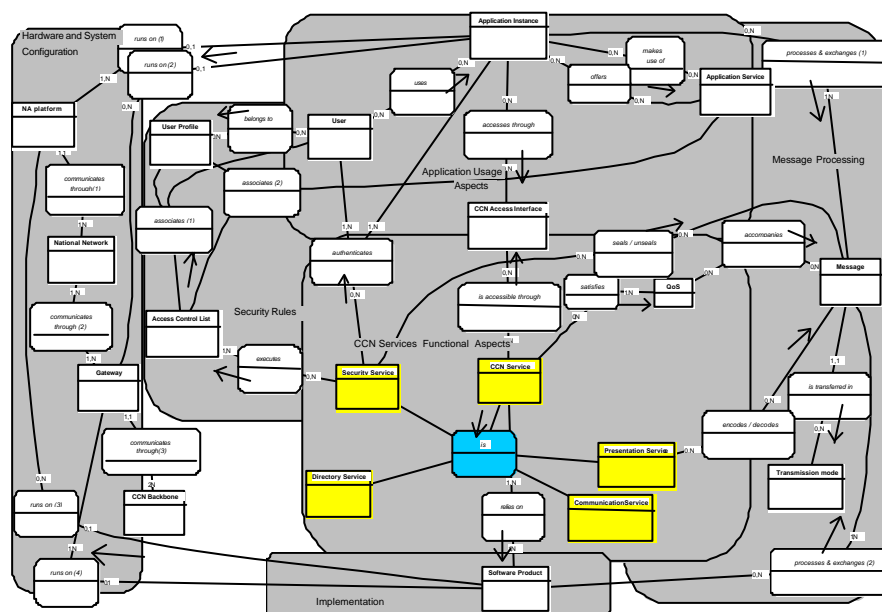 Hardware and System
Configuration
runs on (1)
0,1
runs on (2)
0,1
1,N
0,N
Application Instance
0,N
0,N
0,N
0,N
makes
use of
offers
0,N
0,N
Application Service
0,N
processes & exchanges (1)
1,N
uses
0,N
0,N
NA platform
1,1
0,N
User Profile
belongs to
0,N
User
accesses through
0,N
Application Usage
Aspects
Message Processing
communicates
through(1)
1,N
associates (2)
associates (1)
National Network
1,N
CCN Access Interface
0,N
1,N
1,N
authenticates
0,N
seals / unseals
0,N
accompanies
0,N
0,N
Message
is accessible through
0,N
satisfies
1,N
QoS
communicates
through (2)
1,N
Access Control List
Security Rules
CCN Services Functional Aspects
executes
0,N
Gateway
1,1
Security Service
CCN Service
0,N
1,1
is transferred in
0,N
communicates
through(3)
is
Presentation Service
0,N
encodes / decodes
Directory Service
1,N
CommunicationService
Transmission mode
CCN Backbone
0,N
runs on (3)
0,1
relies on
runs on (4)
Software Product
0,N
processes & exchanges (2)
Implementation